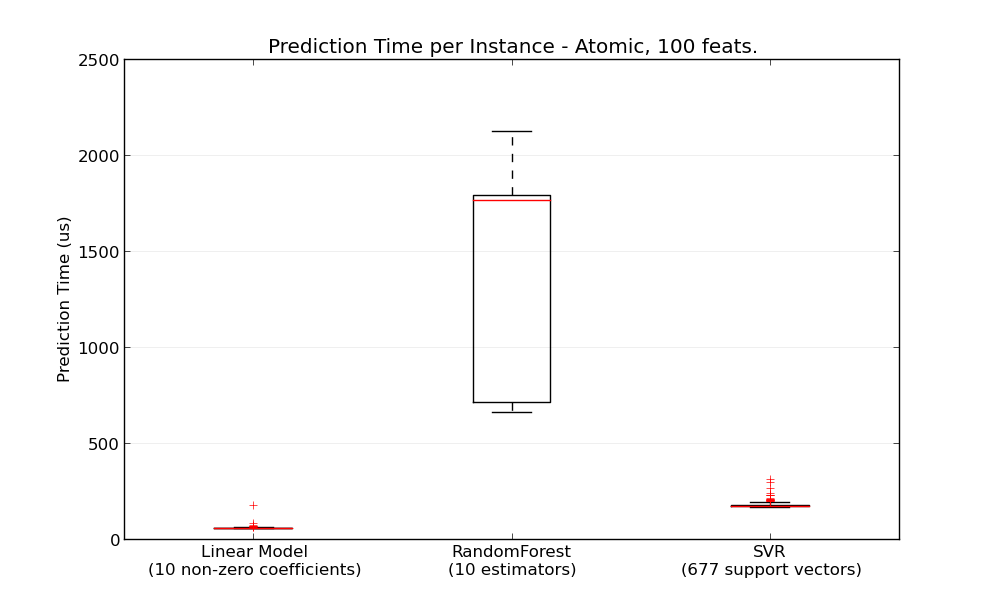 Prediction Time per Instance - Atomic, 100 feats.
2500
2000
1500
1000
500
0
Prediction Time (us)
Linear Model
(10 non-zero coefficients)
RandomForest
(10 estimators)
SVR
(677 support vectors)